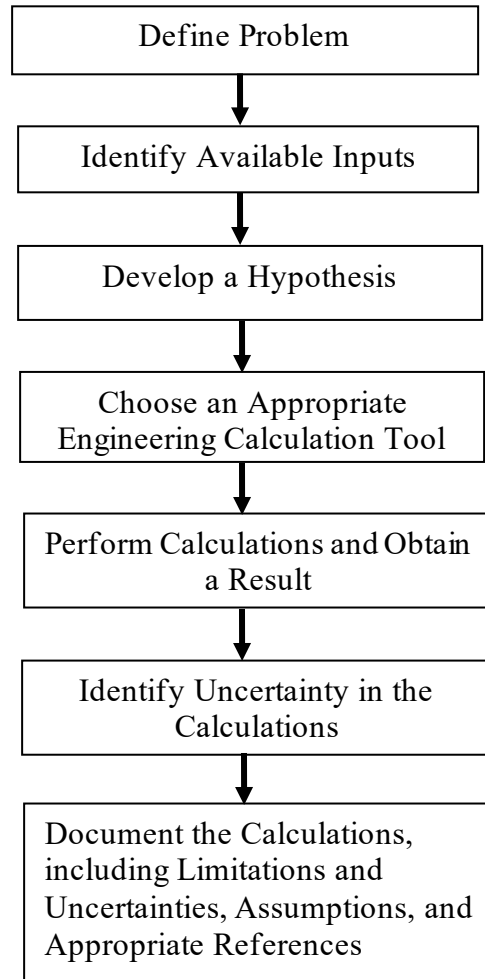 Define Problem
Identify Available Inputs
Develop a Hypothesis
Choose an Appropriate
Engineering Calculation Tool
Perform Calculations and Obtain
a Result
Identify Uncertainty in the
Calculations
Document the Calculations,
including Limitations and
Uncertainties, Assumptions, and
Appropriate References